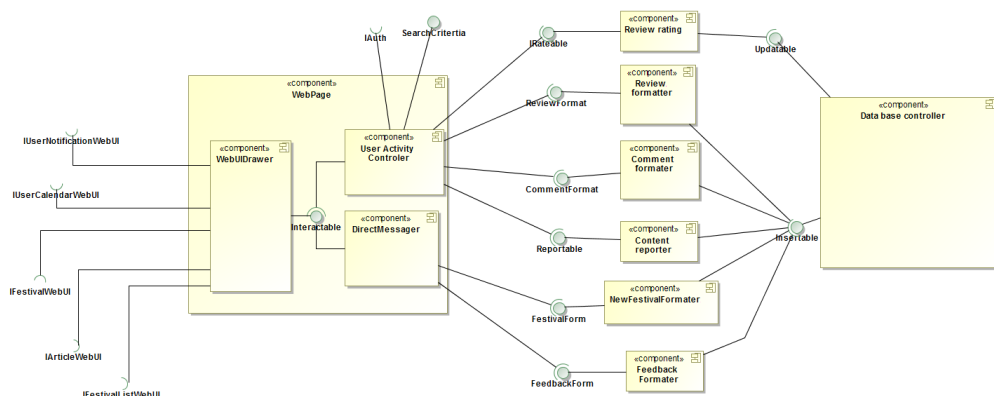 «component»
Review rating
IAuth
SearchCritertia
IRateable
Updatable
«component»
WebPage
«component»
Review
formatter
ReviewFormat
«component»
Data base controller
IUserNotificationWebUI
«component»
WebUIDrawer
«component»
User Activity
Controler
«component»
Comment
formater
CommentFormat
IUserCalendarWebUI
Interactable
«component»
DirectMessager
«component»
Content
reporter
Reportable
Insertable
IFestivalWebUI
«component»
NewFestivalFormater
FestivalForm
IArticleWebUI
«component»
Feedback
Formater
FeedbackForm
IFestivalListWebUI